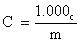 C = 1.000c / m